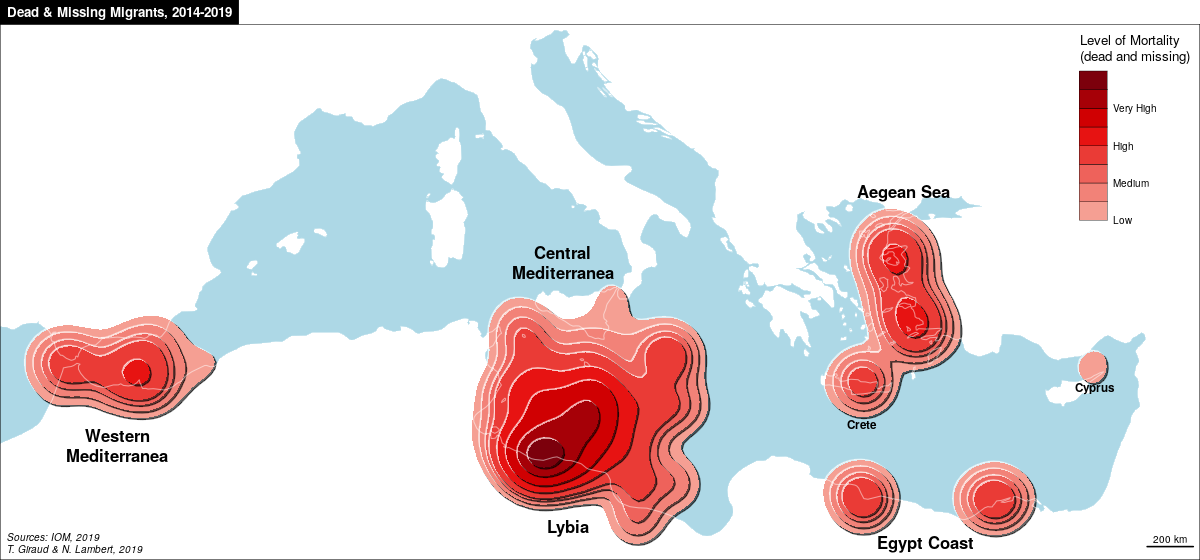 Dead & Missing Migrants, 2014-2019
Level of Mortality
(dead and missing)
Very High
High
Medium
Low
Aegean Sea
Central
Mediterranea
Cyprus
Crete
Western
Mediterranea
Lybia
Egypt Coast
Sources: IOM, 2019
T. Giraud & N. Lambert, 2019
200 km